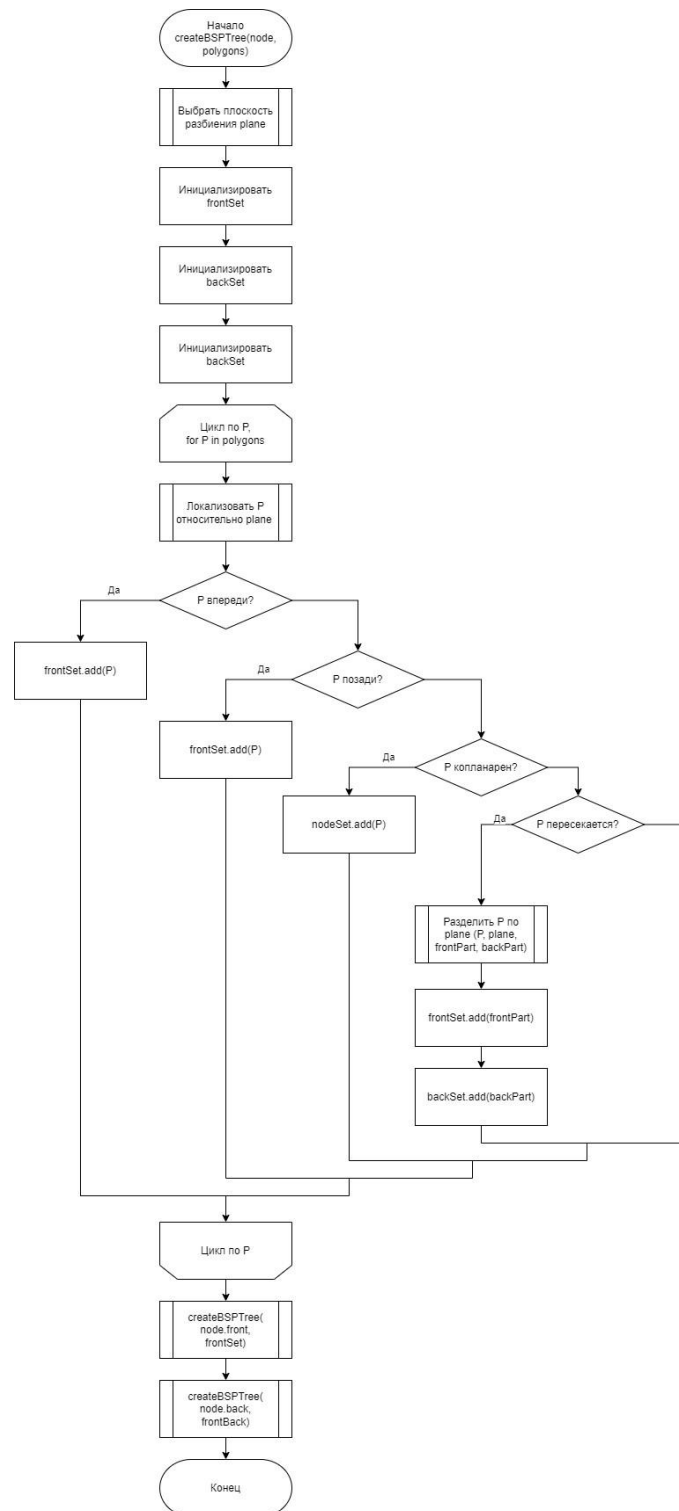 Начало
createBSPTree(node,
polygons)
Выбрать плоскость
разбиения plane
Инициализировать
frontSet
Инициализировать
backSet
Инициализировать
backSet
Цикл по P,
for P in polygons
Локализовать P
относительно plane
Да
P впереди?
frontSet.add(P)
Да
P позади?
frontSet.add(P)
Да
P копланарен?
nodeSet.add(P)
Да
P пересекается?
Разделить P по
plane (P, plane,
frontPart, backPart)
frontSet.add(frontPart)
backSet.add(backPart)
Цикл по P
createBSPTree(
node.front,
frontSet)
createBSPTree(
node.back,
frontBack)
Конец